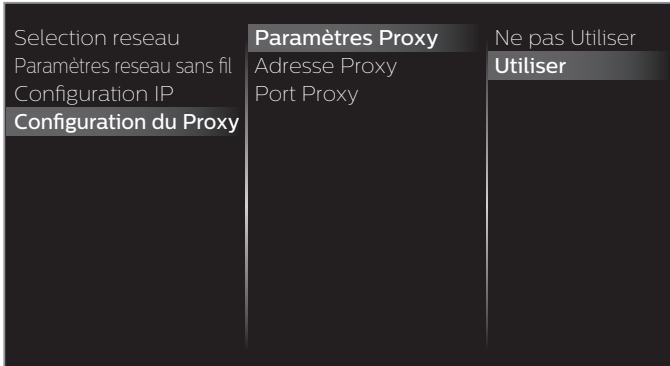 Selection reseau
Paramètres reseau sans fil
Configuration IP
Configuration du Proxy
Paramètres Proxy
Adresse Proxy
Port Proxy
Ne pas Utiliser
Utiliser